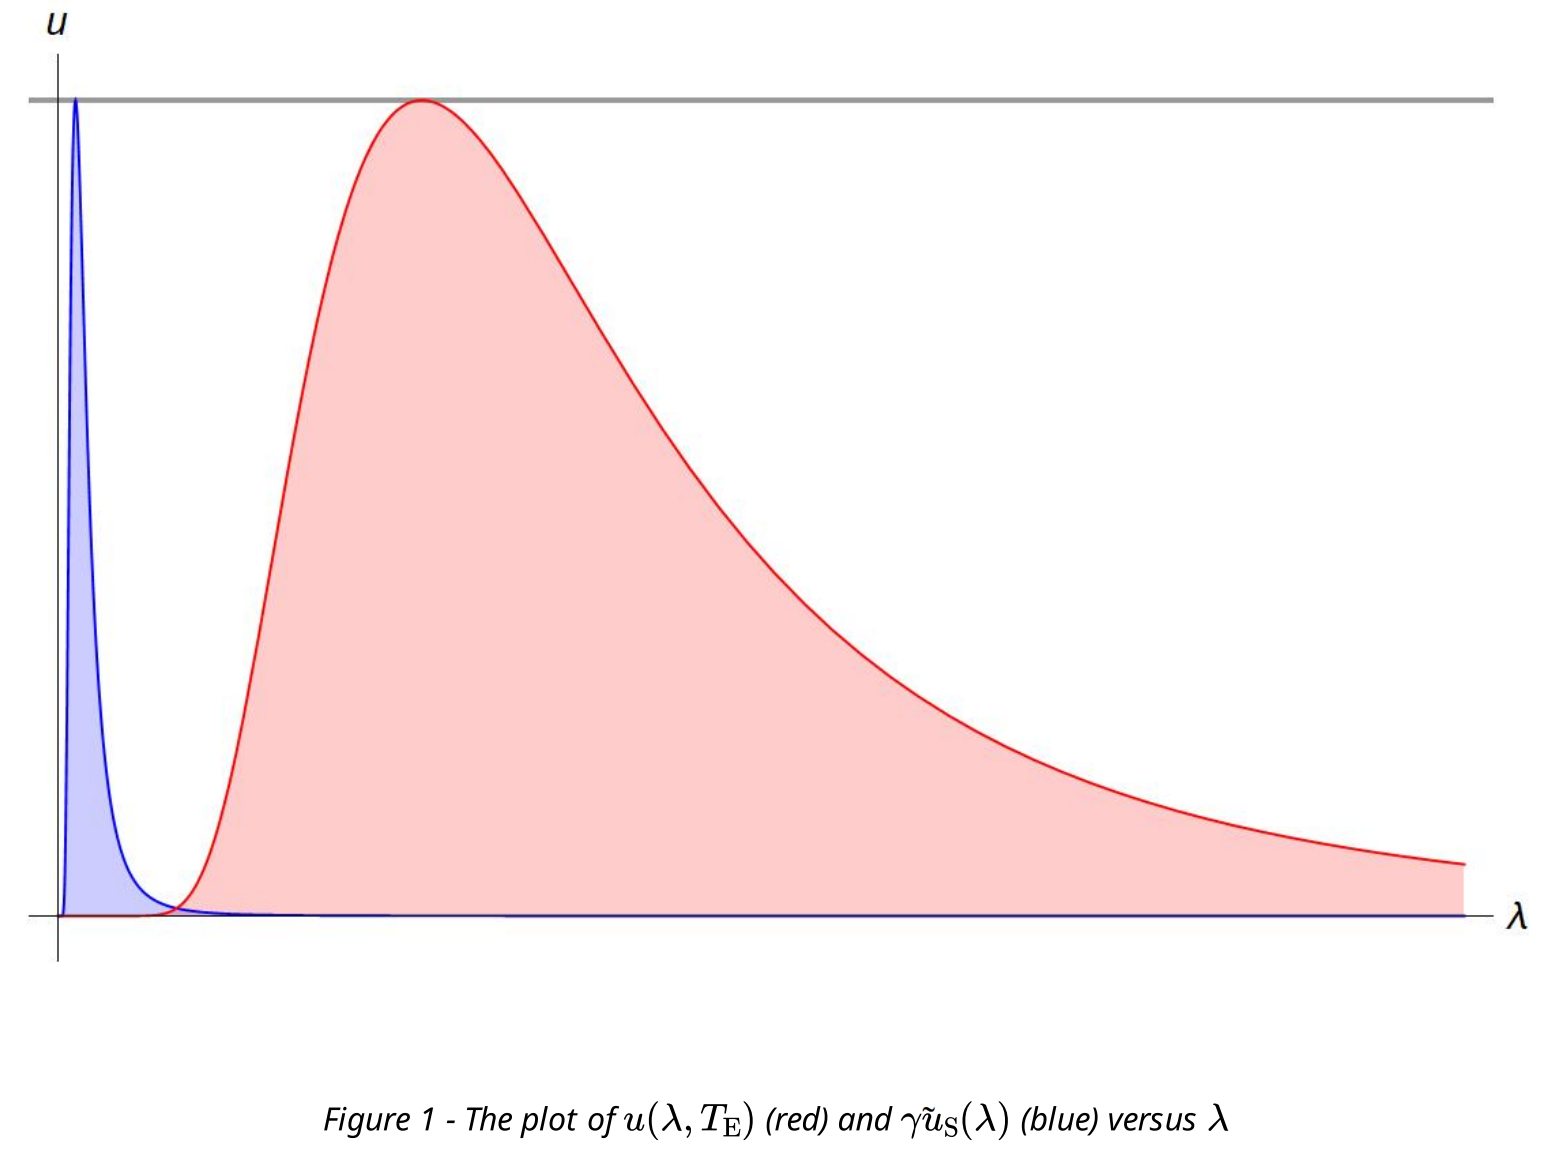 u
λ
Figure 1 - The plot of u(λ, T_E) (red) and γũ_S(λ) (blue) versus λ